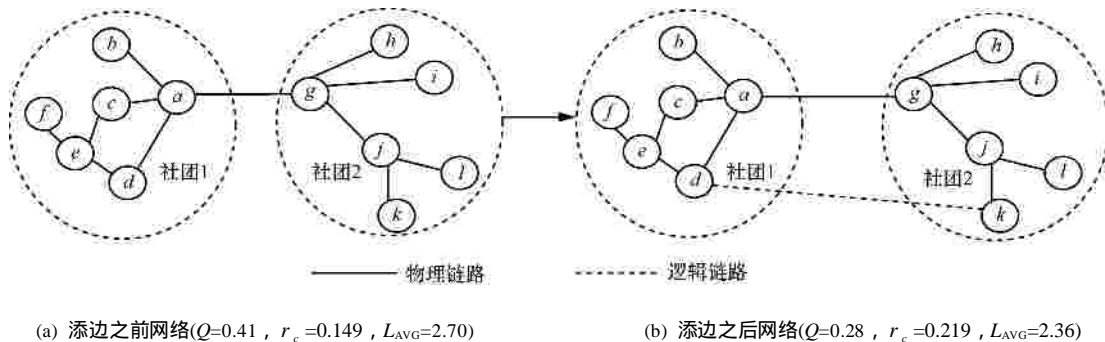 b
h
f
c
a
g
i
e
d
社团1
社团2
j
l
k
b
h
f
c
a
g
i
e
d
社团1
社团2
j
l
k
物理链路
逻辑链路
(a) 添边之前网络(Q=0.41，r_c=0.149，L_AVG=2.70)
(b) 添边之后网络(Q=0.28，r_c=0.219，L_AVG=2.36)